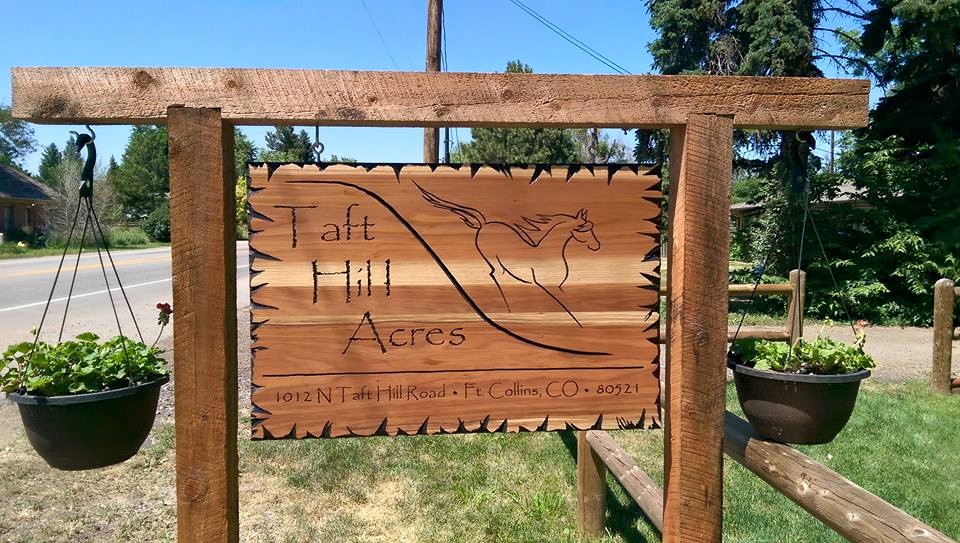 Taft
Hill
Acres
1012 N Taft Hill Road • Ft. Collins, CO • 80521